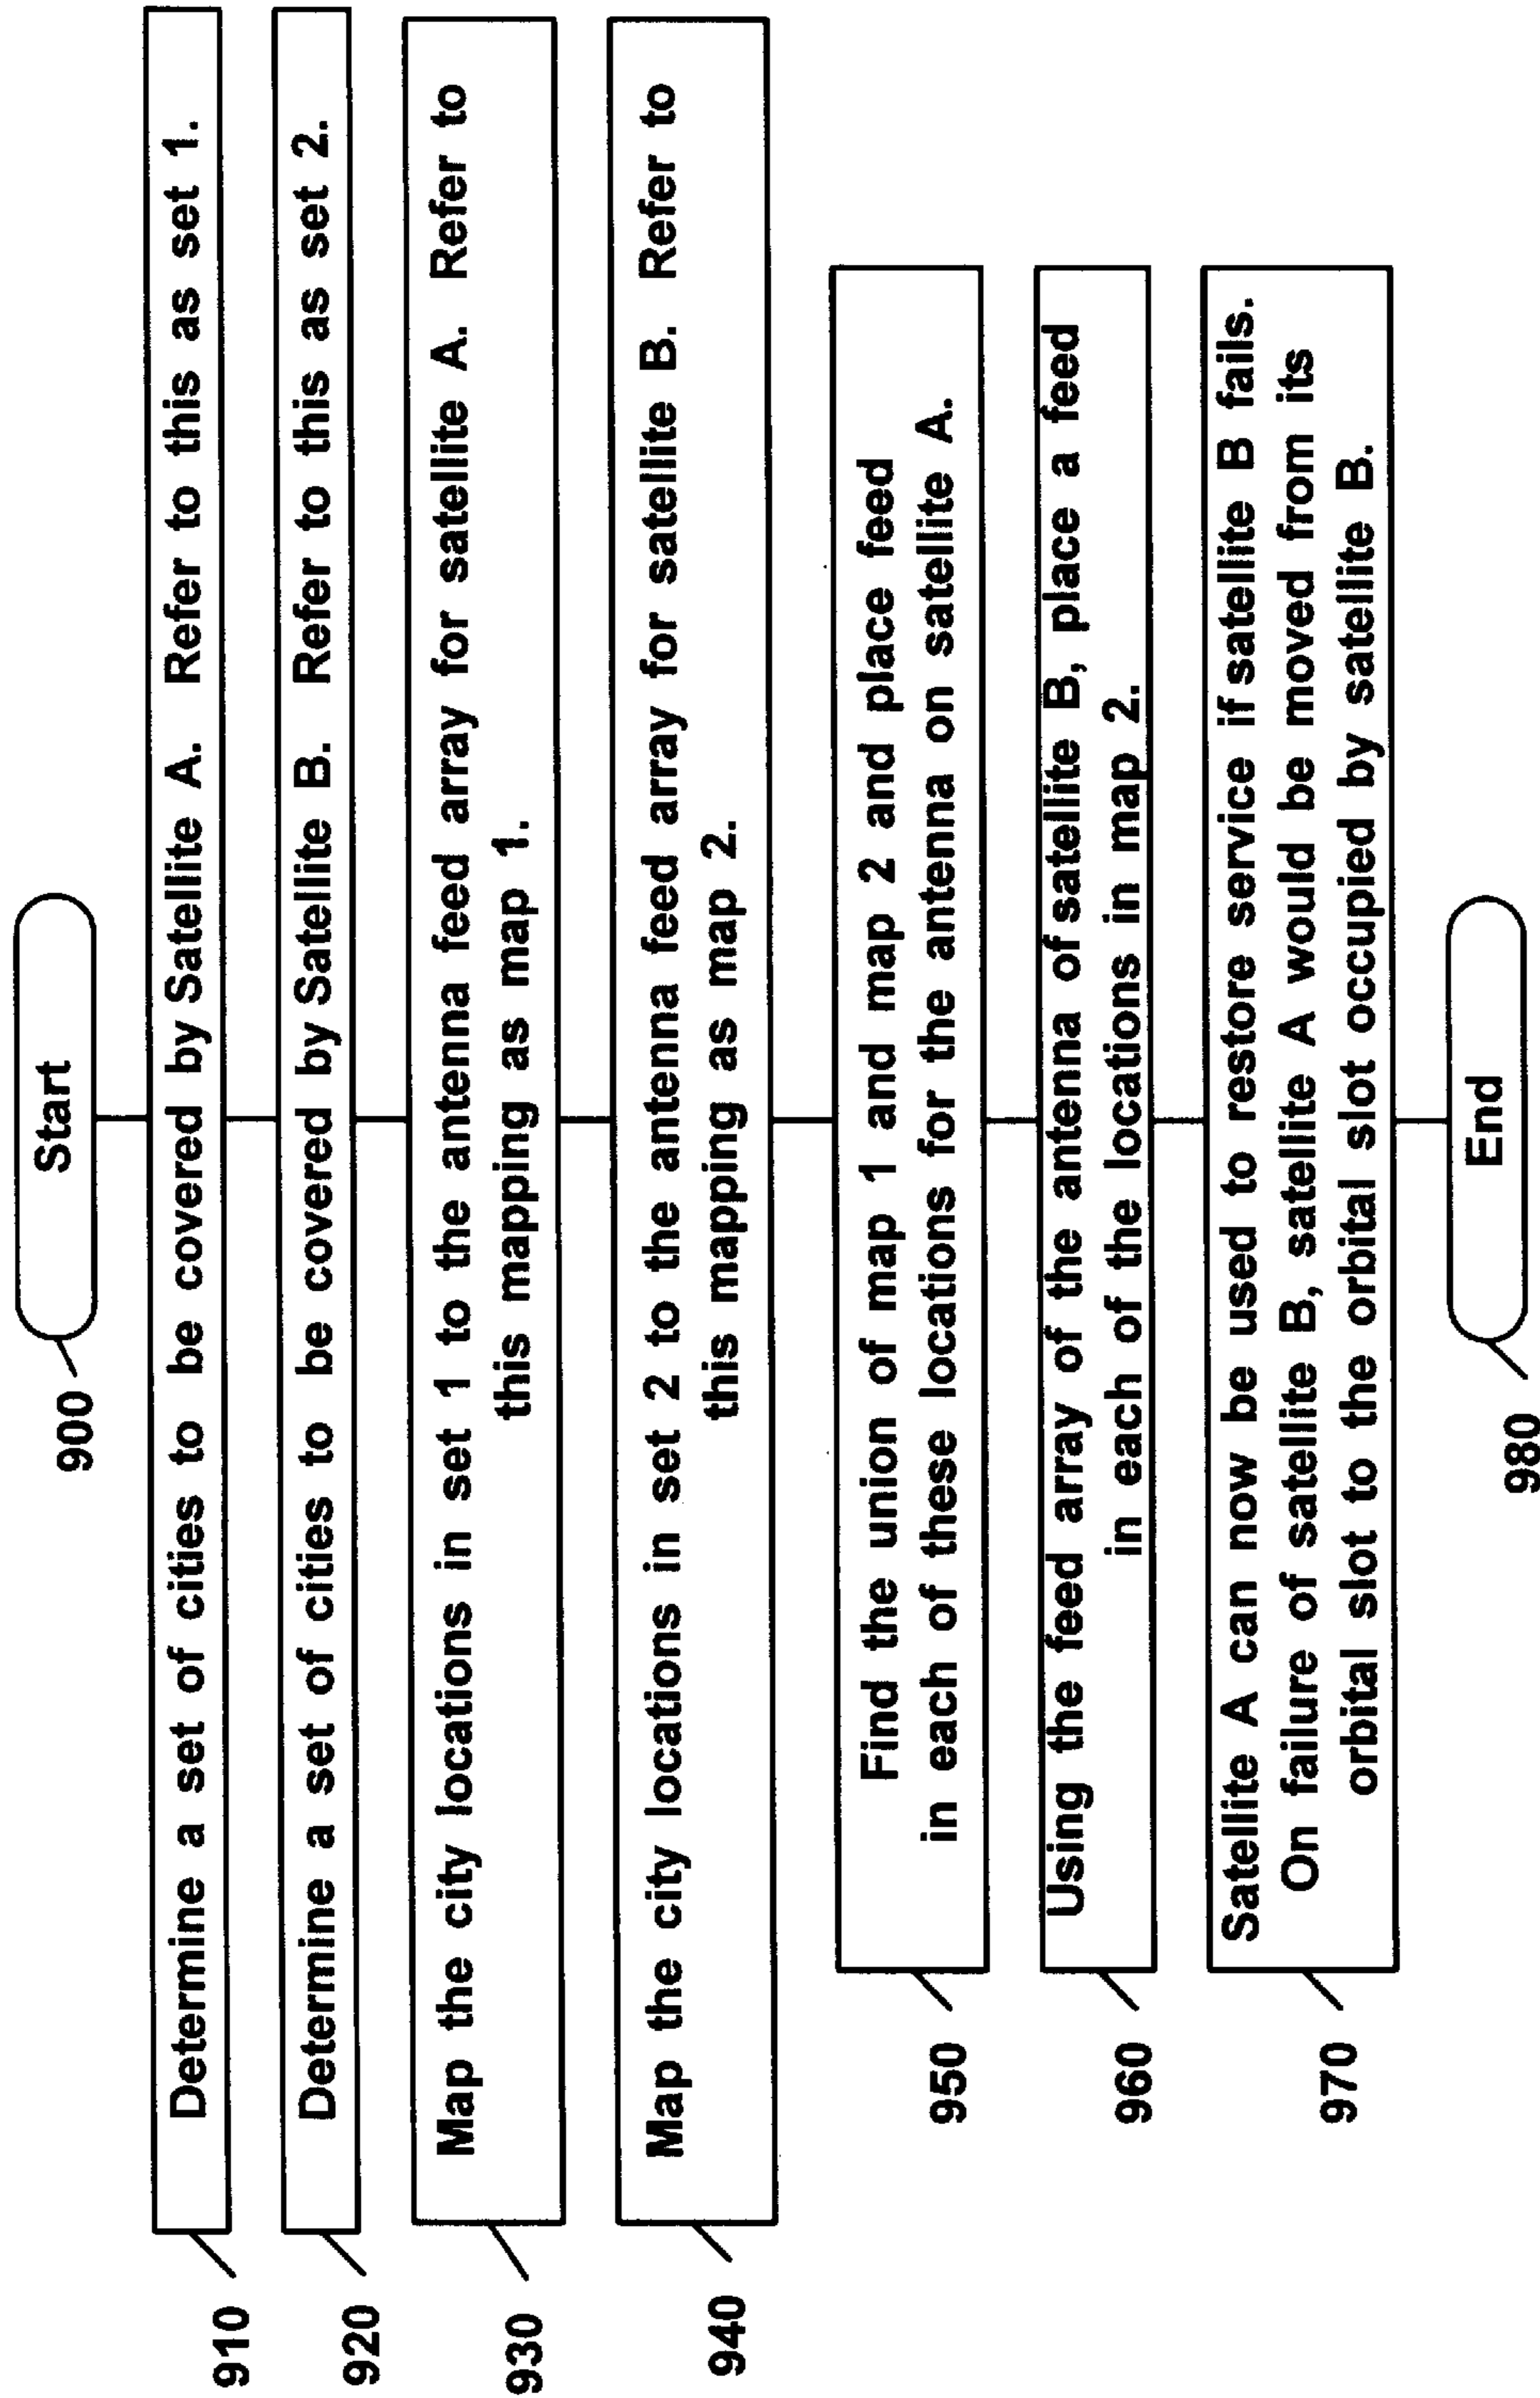 Start
900
Determine a set of cities to be covered by Satellite A. Refer to this as set 1.
910
Determine a set of cities to be covered by Satellite B. Refer to this as set 2.
920
Map the city locations in set 1 to the antenna feed array for satellite A. Refer to
this mapping as map 1.
930
Map the city locations in set 2 to the antenna feed array for satellite B. Refer to
this mapping as map 2.
940
Find the union of map 1 and map 2 and place feed
in each of these locations for the antenna on satellite A.
950
Using the feed array of the antenna of satellite B, place a feed
in each of the locations in map 2.
960
Satellite A can now be used to restore service if satellite B fails.
On failure of satellite B, satellite A would be moved from its
orbital slot to the orbital slot occupied by satellite B.
970
End
980